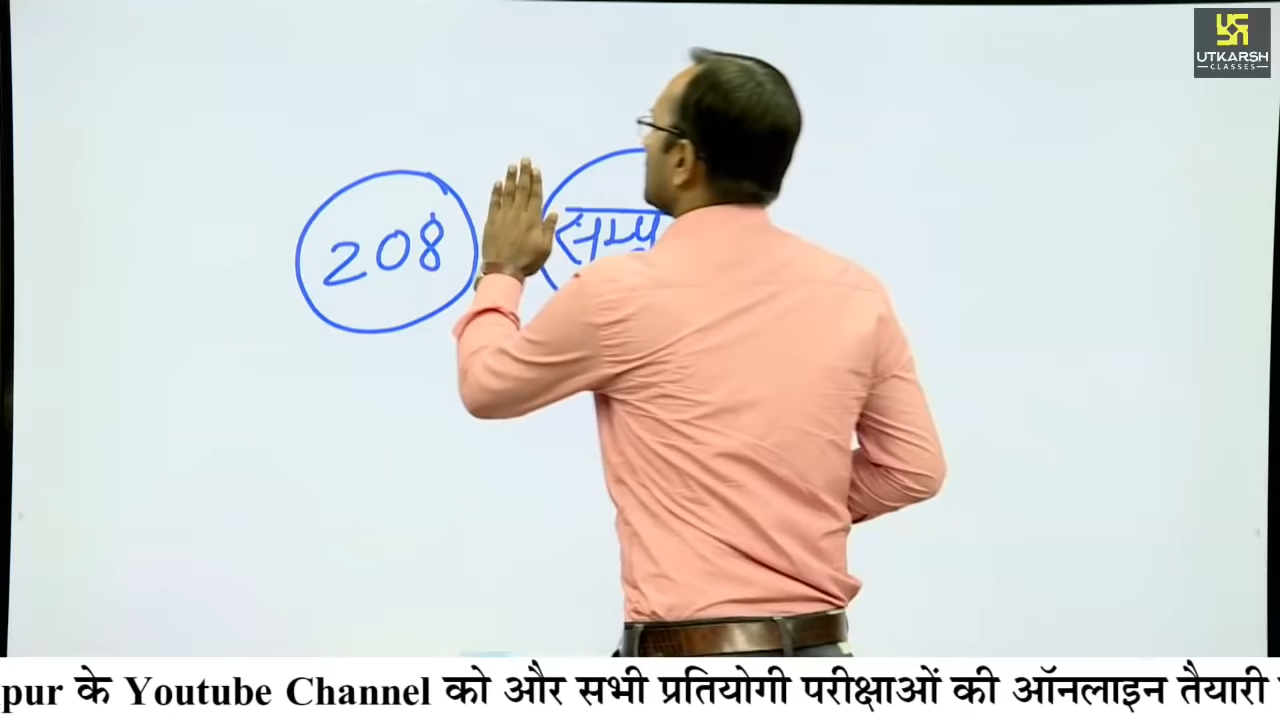 UTKARSH
CLASSES
208
pur के Youtube Channel को और सभी प्रतियोगी परीक्षाओं की ऑनलाइन तैयारी